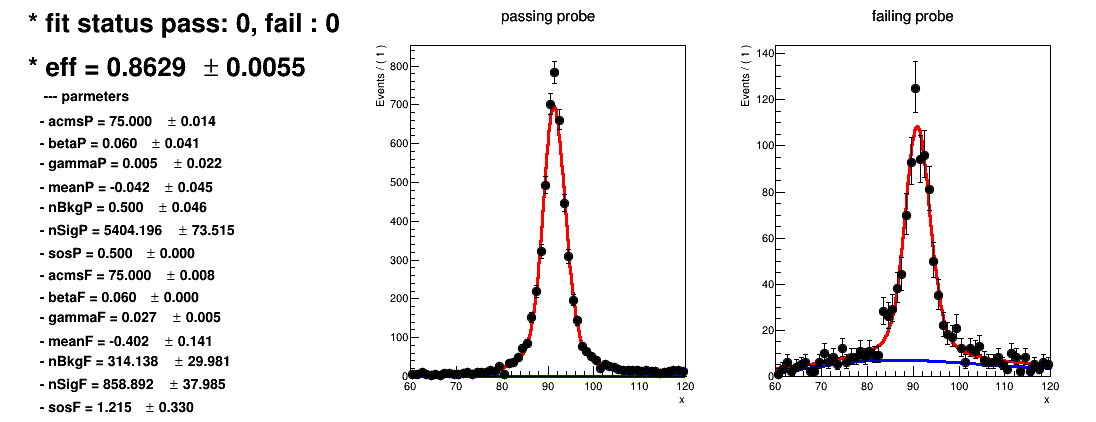 * fit status pass: 0, fail : 0
* eff = 0.8629 ± 0.0055
--- parmeters
- acmsP = 75.000 ± 0.014
- betaP = 0.060 ± 0.041
- gammaP = 0.005 ± 0.022
- meanP = -0.042 ± 0.045
- nBkgP = 0.500 ± 0.046
- nSigP = 5404.196 ± 73.515
- sosP = 0.500 ± 0.000
- acmsF = 75.000 ± 0.008
- betaF = 0.060 ± 0.000
- gammaF = 0.027 ± 0.005
- meanF = -0.402 ± 0.141
- nBkgF = 314.138 ± 29.981
- nSigF = 858.892 ± 37.985
- sosF = 1.215 ± 0.330
passing probe
Events / ( 1 )
800
700
600
500
400
300
200
100
0
60 70 80 90 100 110 120
x
failing probe
Events / ( 1 )
140
120
100
80
60
40
20
0
60 70 80 90 100 110 120
x